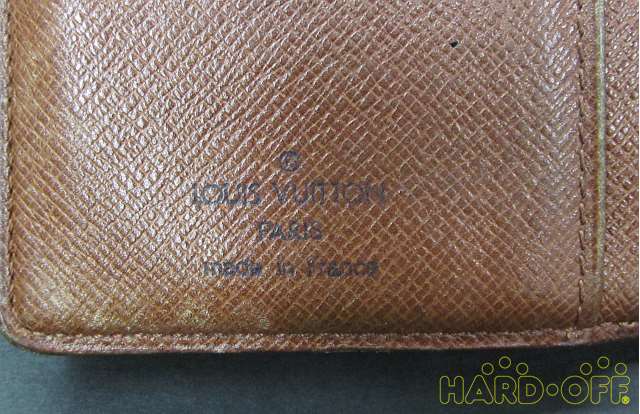 ®
LOUIS VUITTON
PARIS
made in France
HARD·OFF